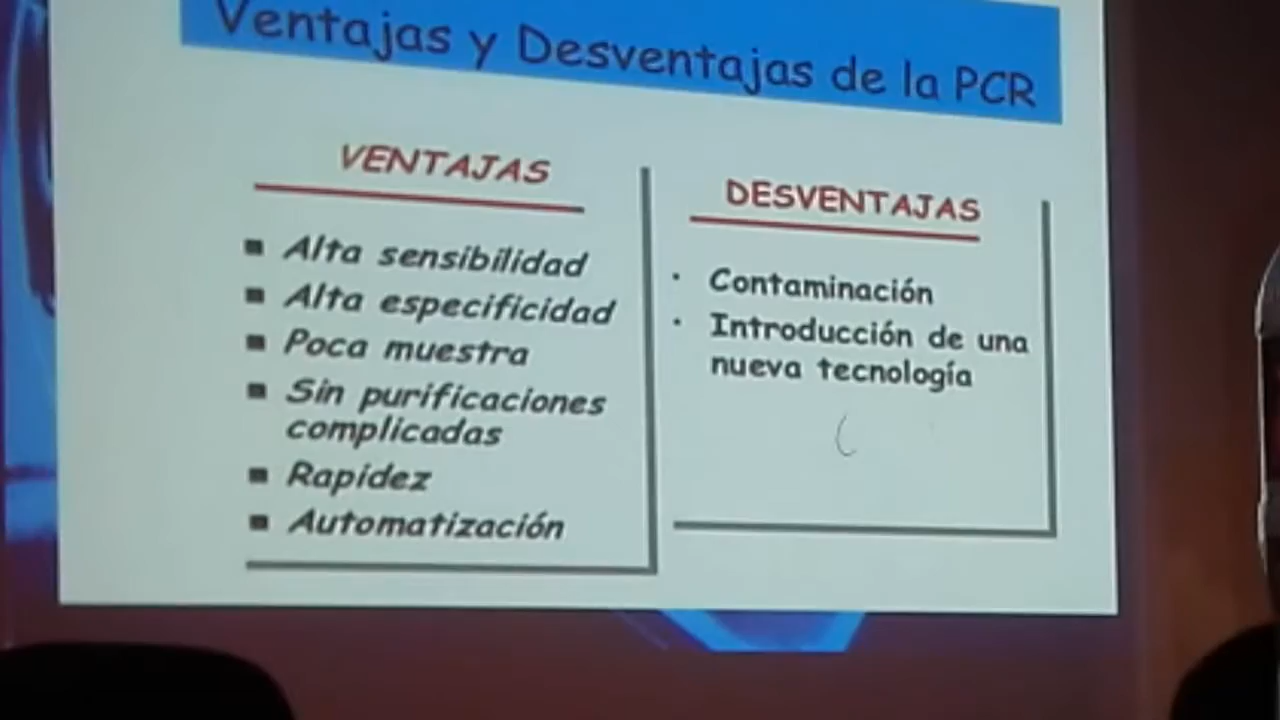 Ventajas y Desventajas de la PCR
VENTAJAS
Alta sensibilidad
Alta especificidad
Poca muestra
Sin purificaciones
complicadas
Rapidez
Automatización
DESVENTAJAS
Contaminación
Introducción de una
nueva tecnología